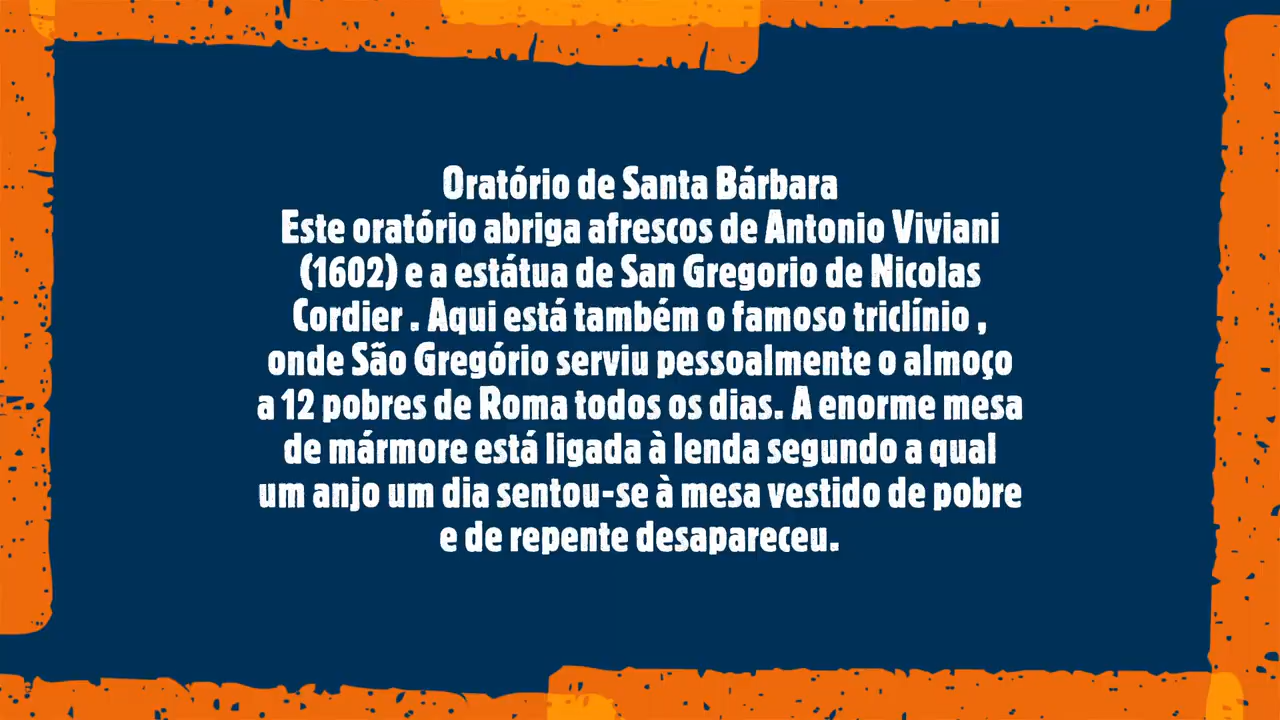 Oratório de Santa Bárbara
Este oratório abriga afrescos de Antonio Viviani
(1602) e a estátua de San Gregorio de Nicolas
Cordier . Aqui está também o famoso triclínio ,
onde São Gregório serviu pessoalmente o almoço
a 12 pobres de Roma todos os dias. A enorme mesa
de mármore está ligada à lenda segundo a qual
um anjo um dia sentou-se à mesa vestido de pobre
e de repente desapareceu.